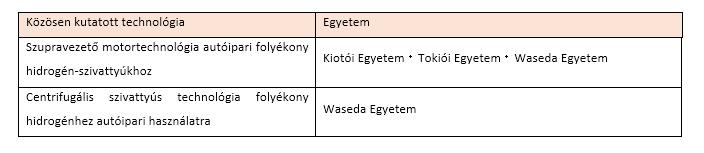 Közösen kutatott technológia Egyetem
Szupravezető motortechnológia autóipari folyékony
hidrogén-szivattyúkhoz
Kiotói Egyetem・Tokiói Egyetem・Waseda Egyetem
Centrifugális szivattyús technológia folyékony
hidrogénhez autóipari használatra
Waseda Egyetem